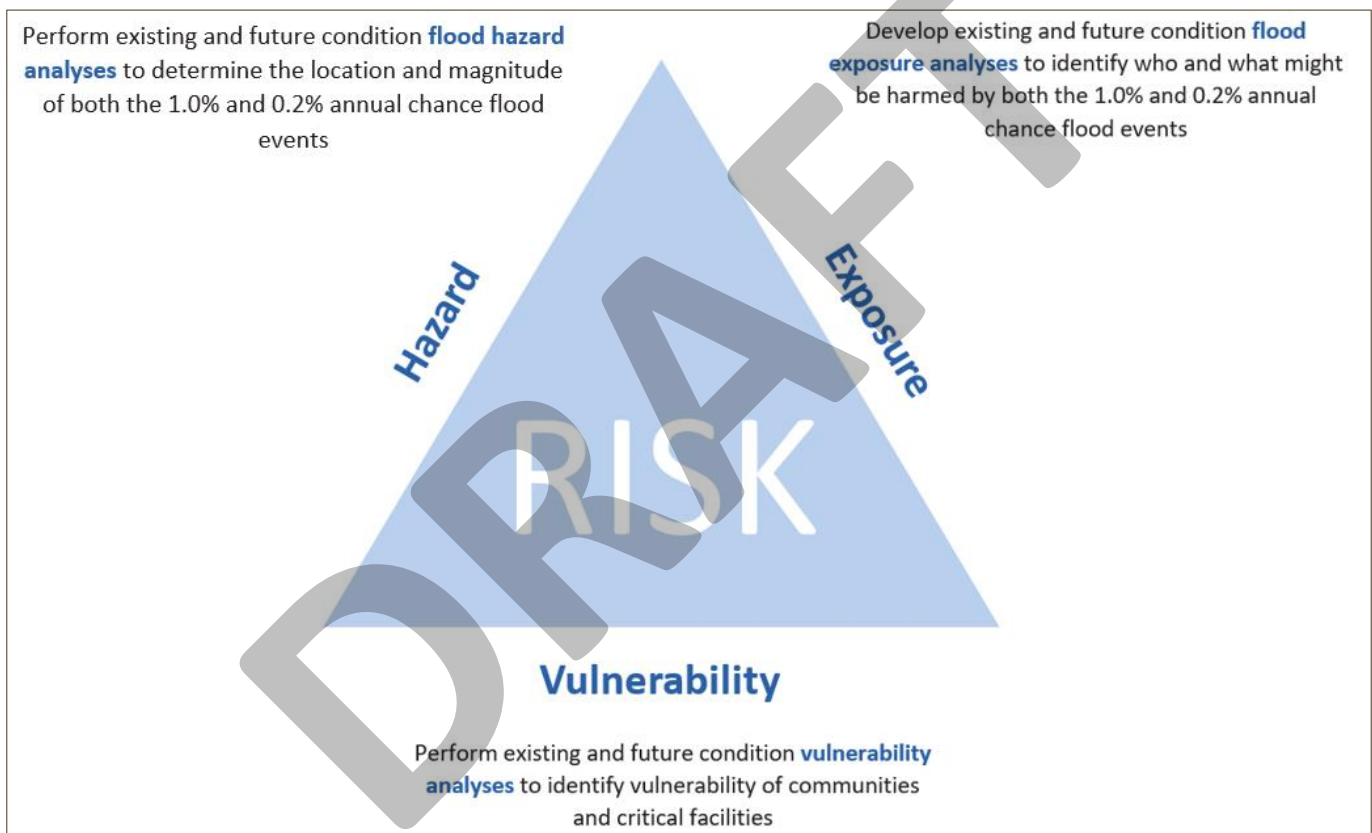 Perform existing and future condition flood hazard
analyses to determine the location and magnitude
of both the 1.0% and 0.2% annual chance flood
events
Develop existing and future condition flood
exposure analyses to identify who and what might
be harmed by both the 1.0% and 0.2% annual
chance flood events
Hazard
Exposure
RISK
DRAFT
Vulnerability
Perform existing and future condition vulnerability
analyses to identify vulnerability of communities
and critical facilities